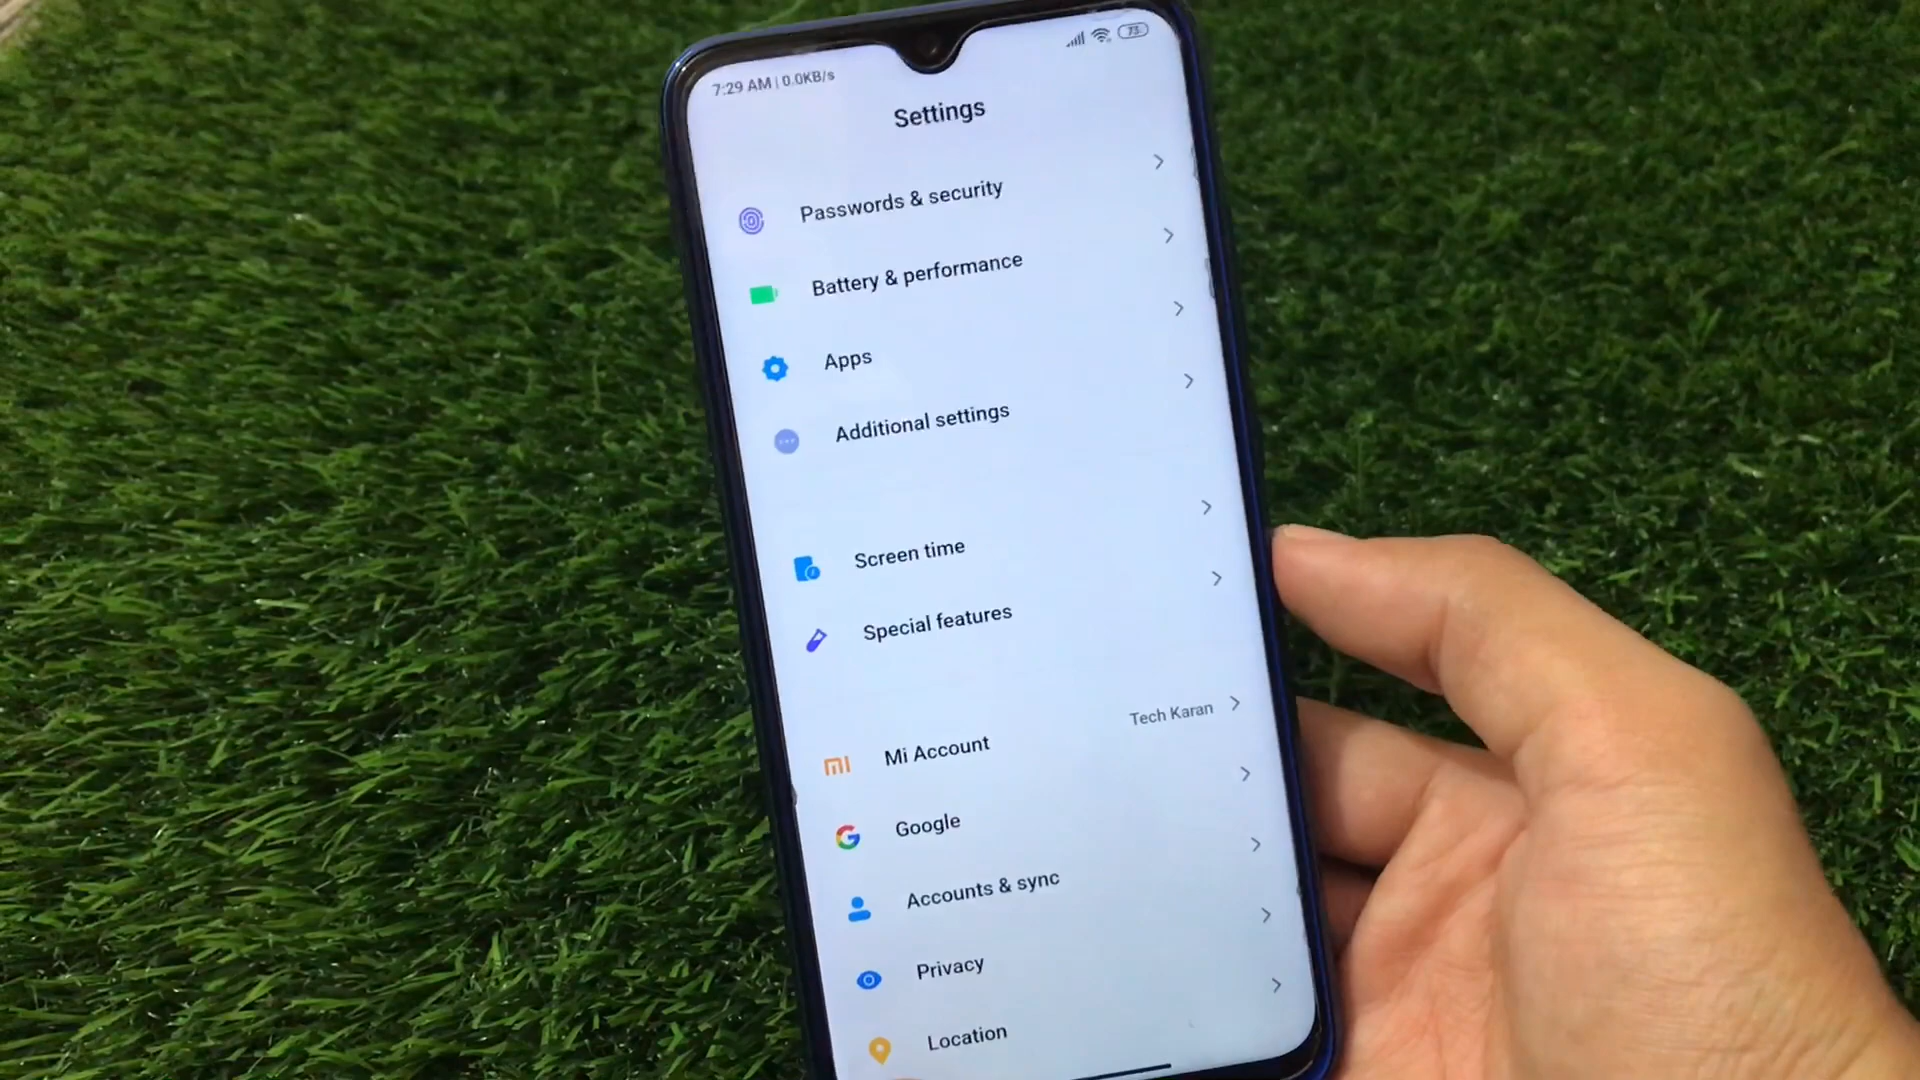 7:29 AM | 0.0KB/s
73
Settings
Passwords & security
Battery & performance
Apps
Additional settings
Screen time
Special features
Mi Account
Tech Karan
Google
Accounts & sync
Privacy
Location